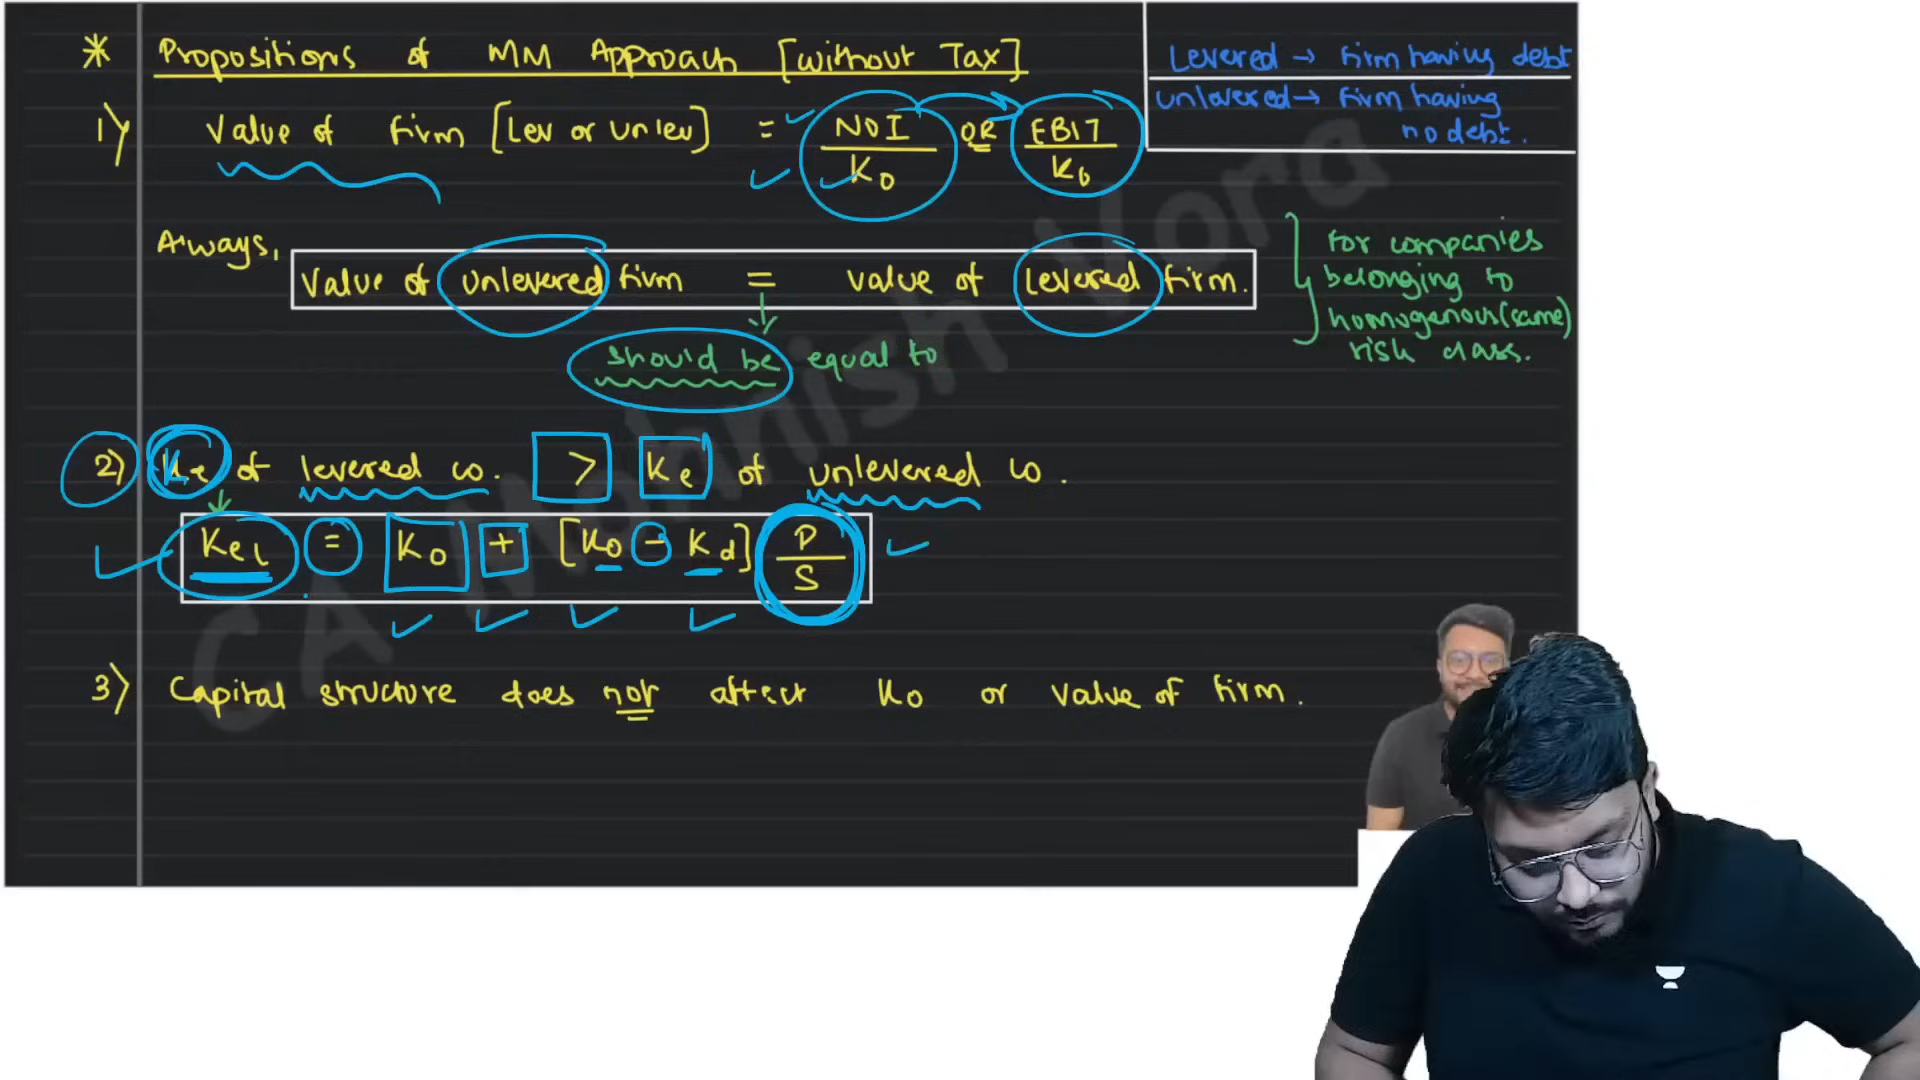 * Propositions of MM Approach [without Tax]
Levered → firm having debt
unlevered → firm having
no debt.
1) Value of firm [Lev or unlev] = NOI / Ko OR EBIT / Ko
Always,
Value of unlevered firm = value of levered firm.
should be equal to
For companies
belonging to
homogenous (same)
risk class.
2) Ke of levered co. > Ke of unlevered co.
Kel = Ko + [Ko - Kd] D / S
3) Capital structure does not affect Ko or value of firm.
CA Mohnish Vora